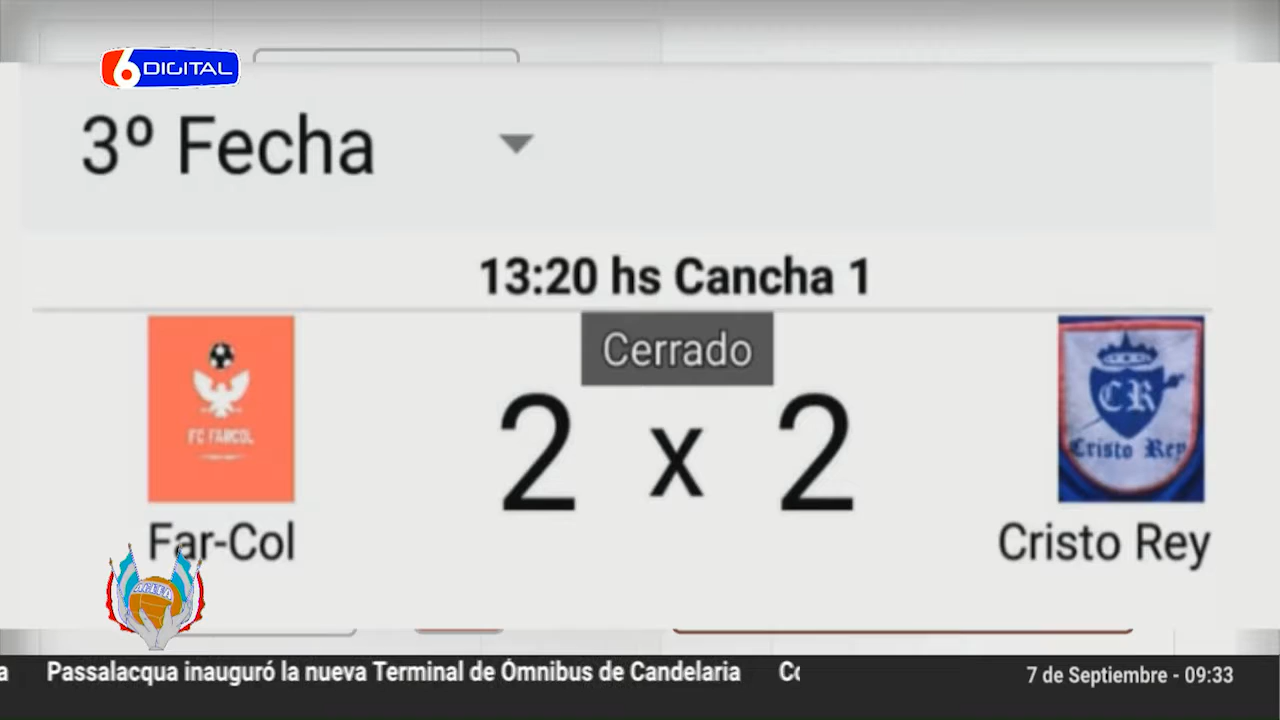 6 DIGITAL
3º Fecha
13:20 hs Cancha 1
Cerrado
2 x 2
FC FARCOL
CR
Cristo Rey
Far-Col
Cristo Rey
a Passalacqua inauguró la nueva Terminal de Ómnibus de Candelaria
7 de Septiembre - 09:33